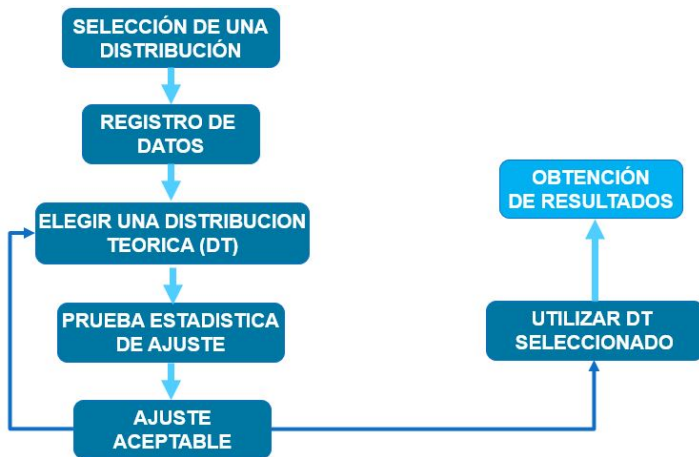 SELECCIÓN DE UNA
DISTRIBUCIÓN
REGISTRO DE
DATOS
ELEGIR UNA DISTRIBUCION
TEORICA (DT)
PRUEBA ESTADISTICA
DE AJUSTE
AJUSTE
ACEPTABLE
UTILIZAR DT
SELECCIONADO
OBTENCIÓN
DE RESULTADOS